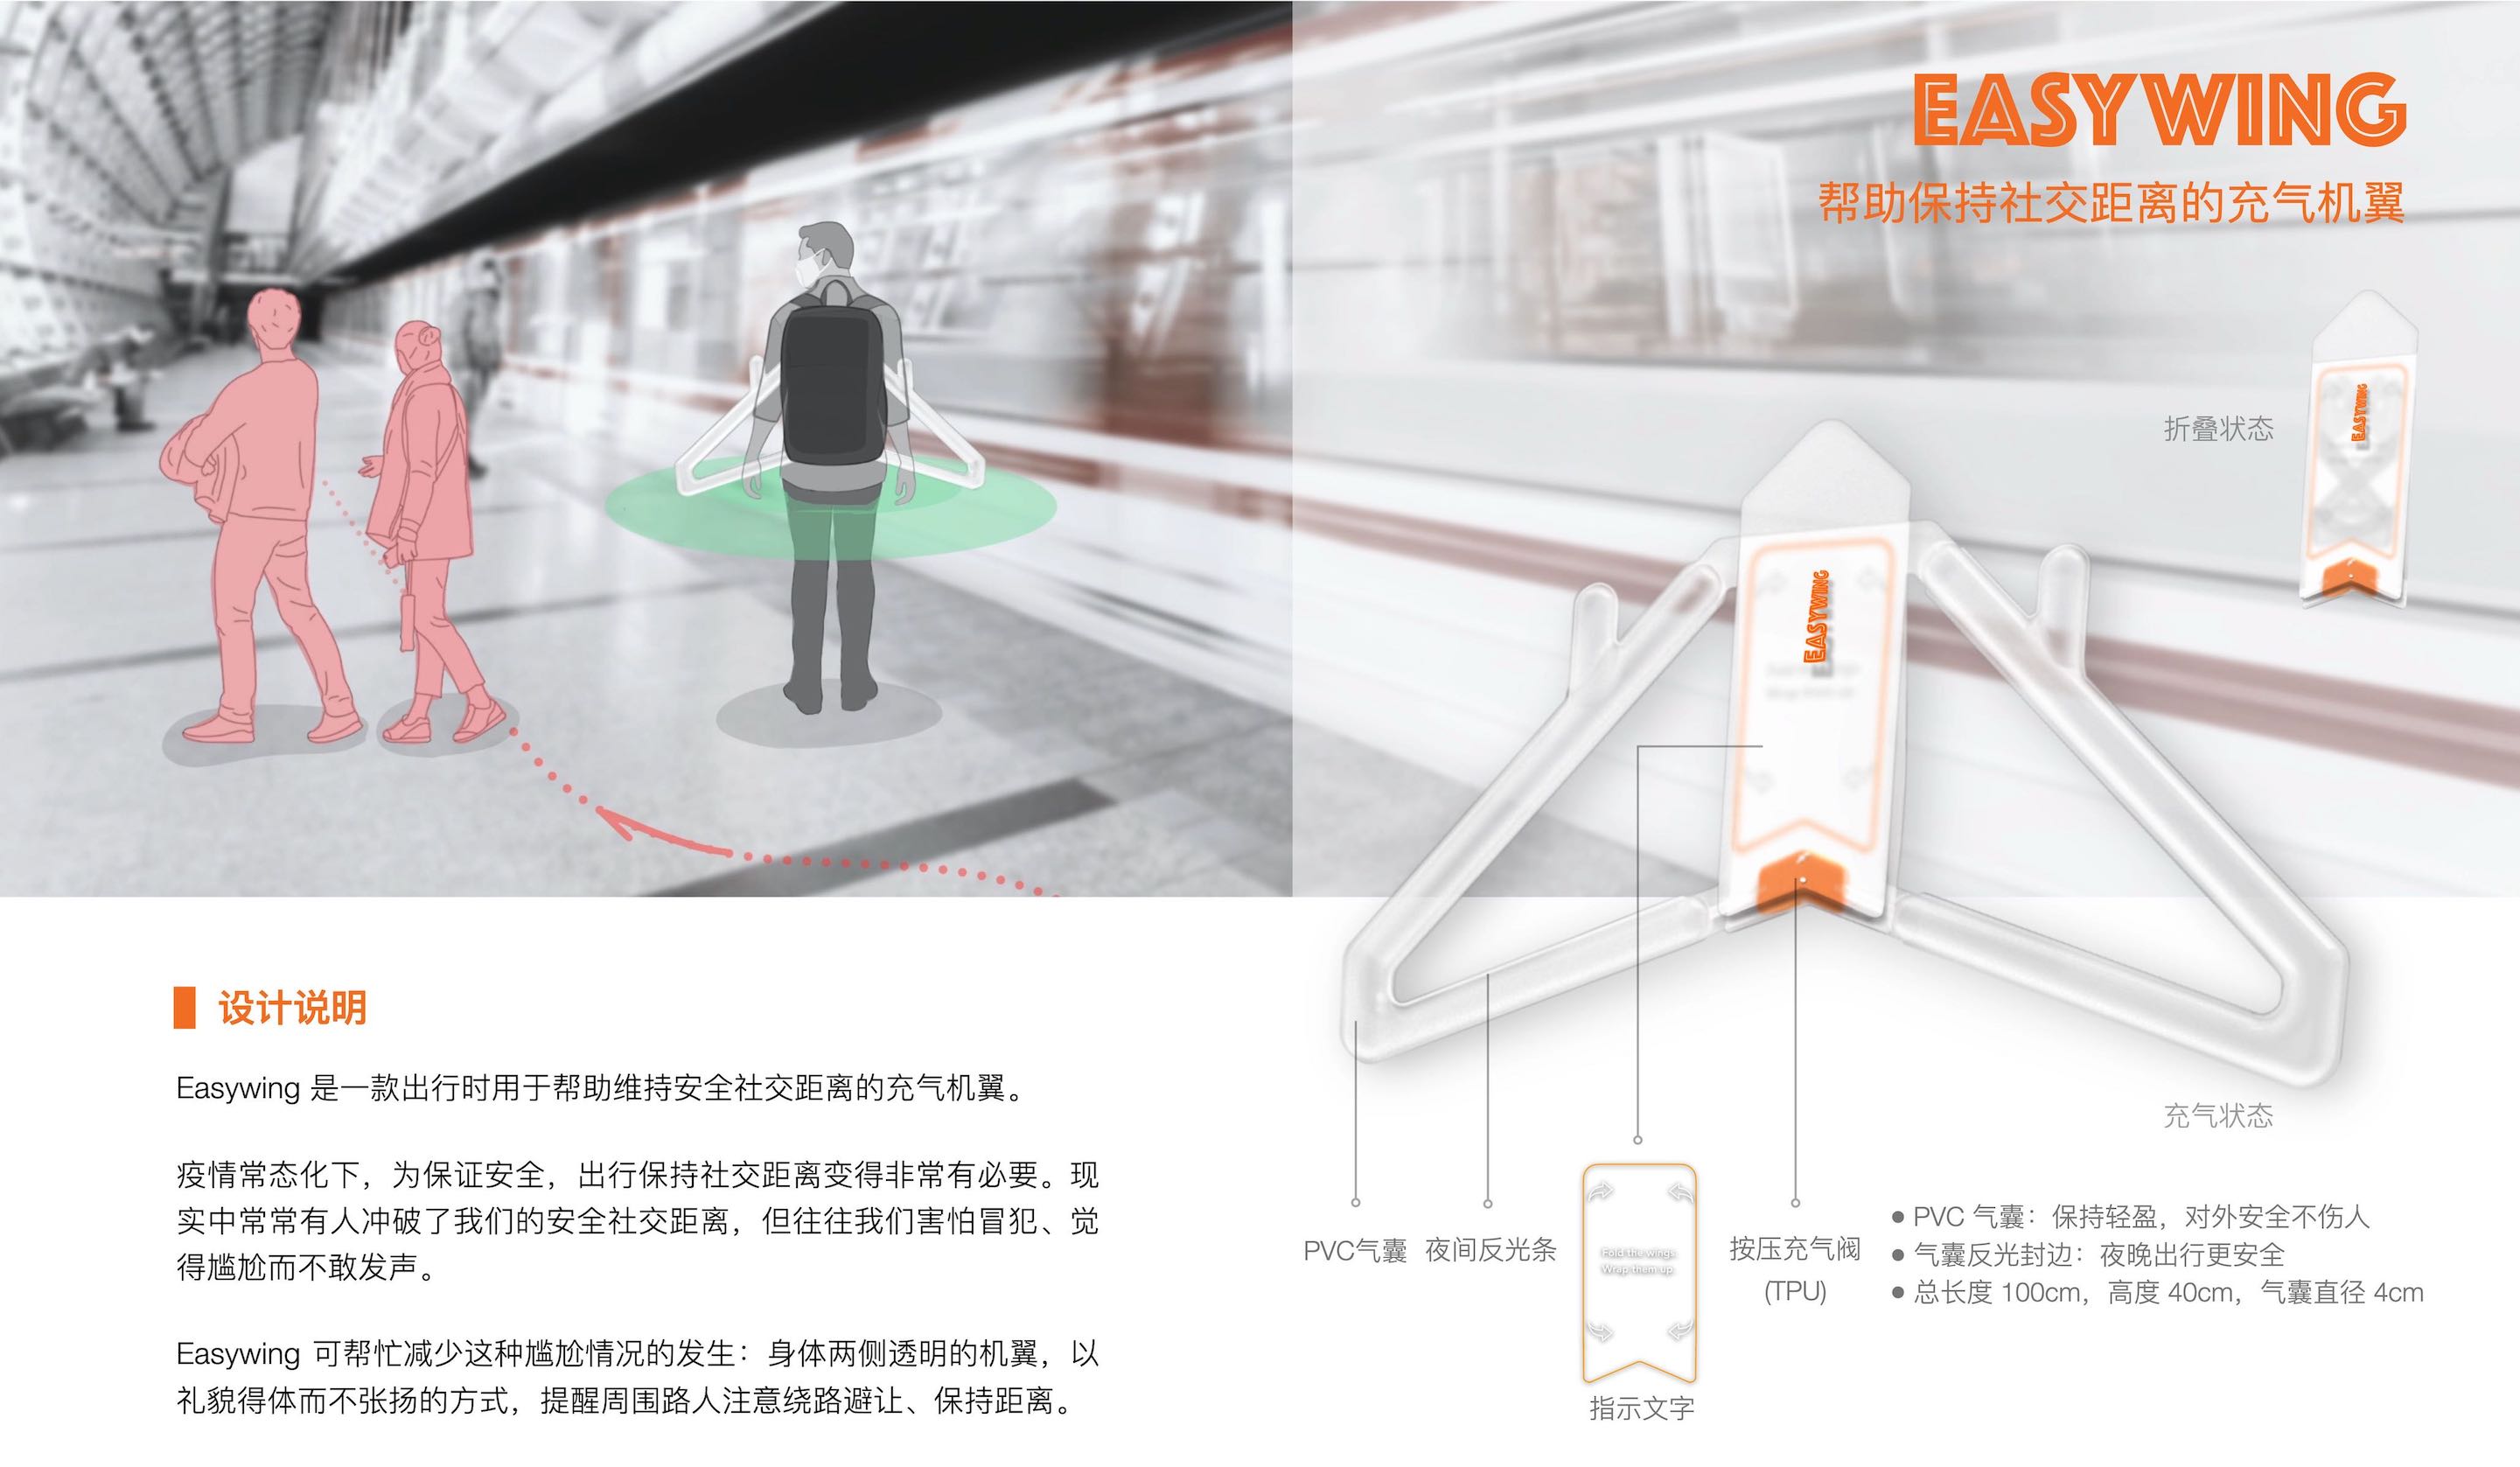 EASYWING
帮助保持社交距离的充气机翼
折叠状态
EASYWING
EASYWING
设计说明
Easywing 是一款出行时用于帮助维持安全社交距离的充气机翼。
疫情常态化下，为保证安全，出行保持社交距离变得非常有必要。现
实中常常有人冲破了我们的安全社交距离，但往往我们害怕冒犯、觉
得尴尬而不敢发声。
Easywing 可帮忙减少这种尴尬情况的发生：身体两侧透明的机翼，以
礼貌得体而不张扬的方式，提醒周围路人注意绕路避让、保持距离。
充气状态
PVC气囊
夜间反光条
Fold the wings
Wrap them up
指示文字
按压充气阀
(TPU)
● PVC 气囊：保持轻盈，对外安全不伤人
● 气囊反光封边：夜晚出行更安全
● 总长度 100cm，高度 40cm，气囊直径 4cm